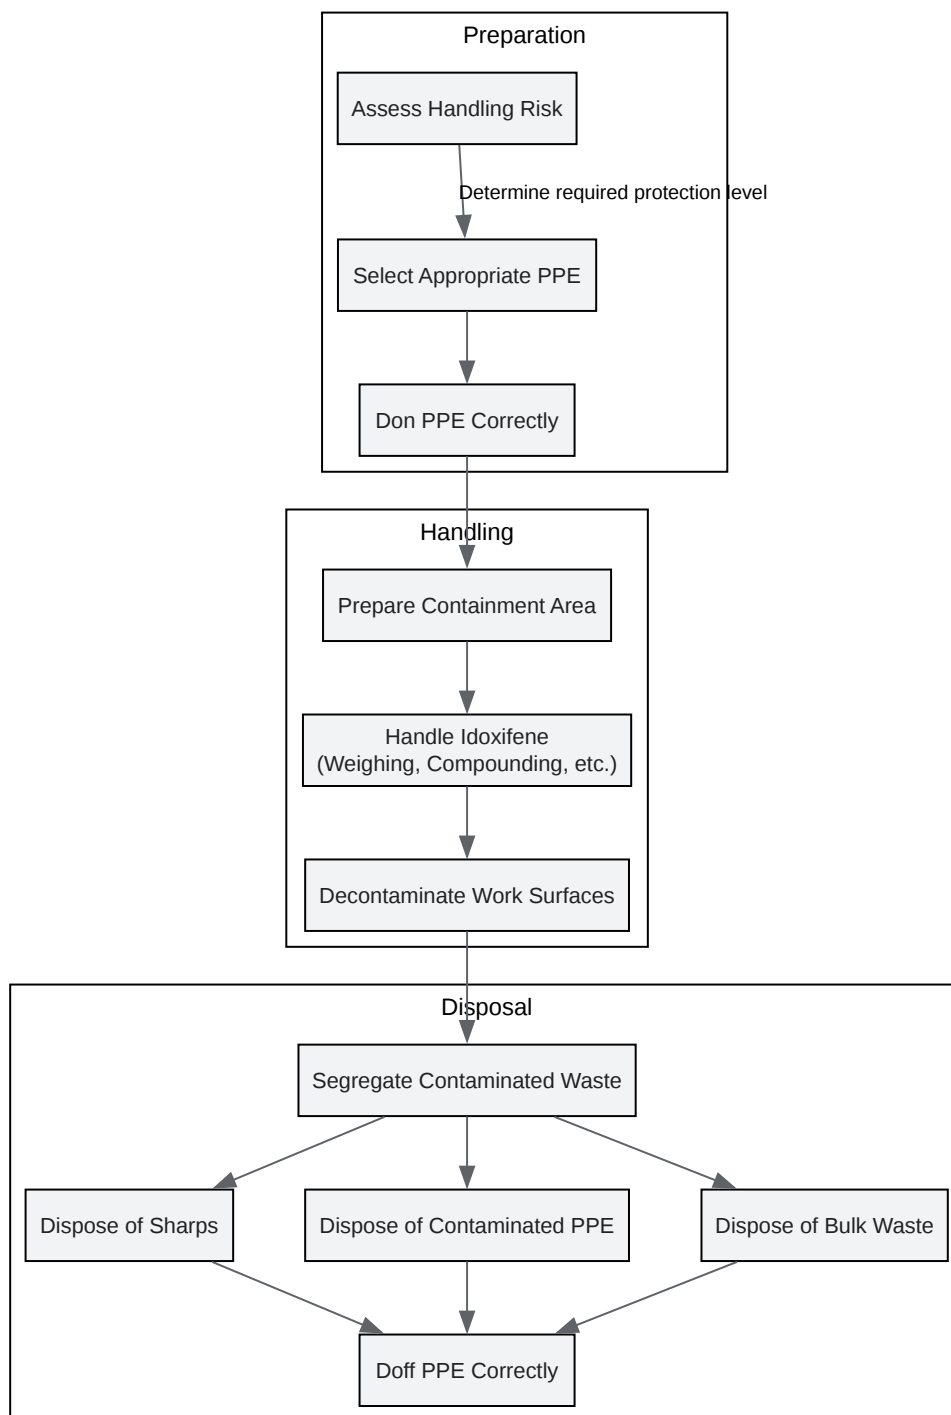 Preparation
Assess Handling Risk
Determine required protection level
Select Appropriate PPE
Don PPE Correctly
Handling
Prepare Containment Area
Handle Idoxifene
(Weighing, Compounding, etc.)
Decontaminate Work Surfaces
Disposal
Segregate Contaminated Waste
Dispose of Sharps
Dispose of Contaminated PPE
Dispose of Bulk Waste
Doff PPE Correctly